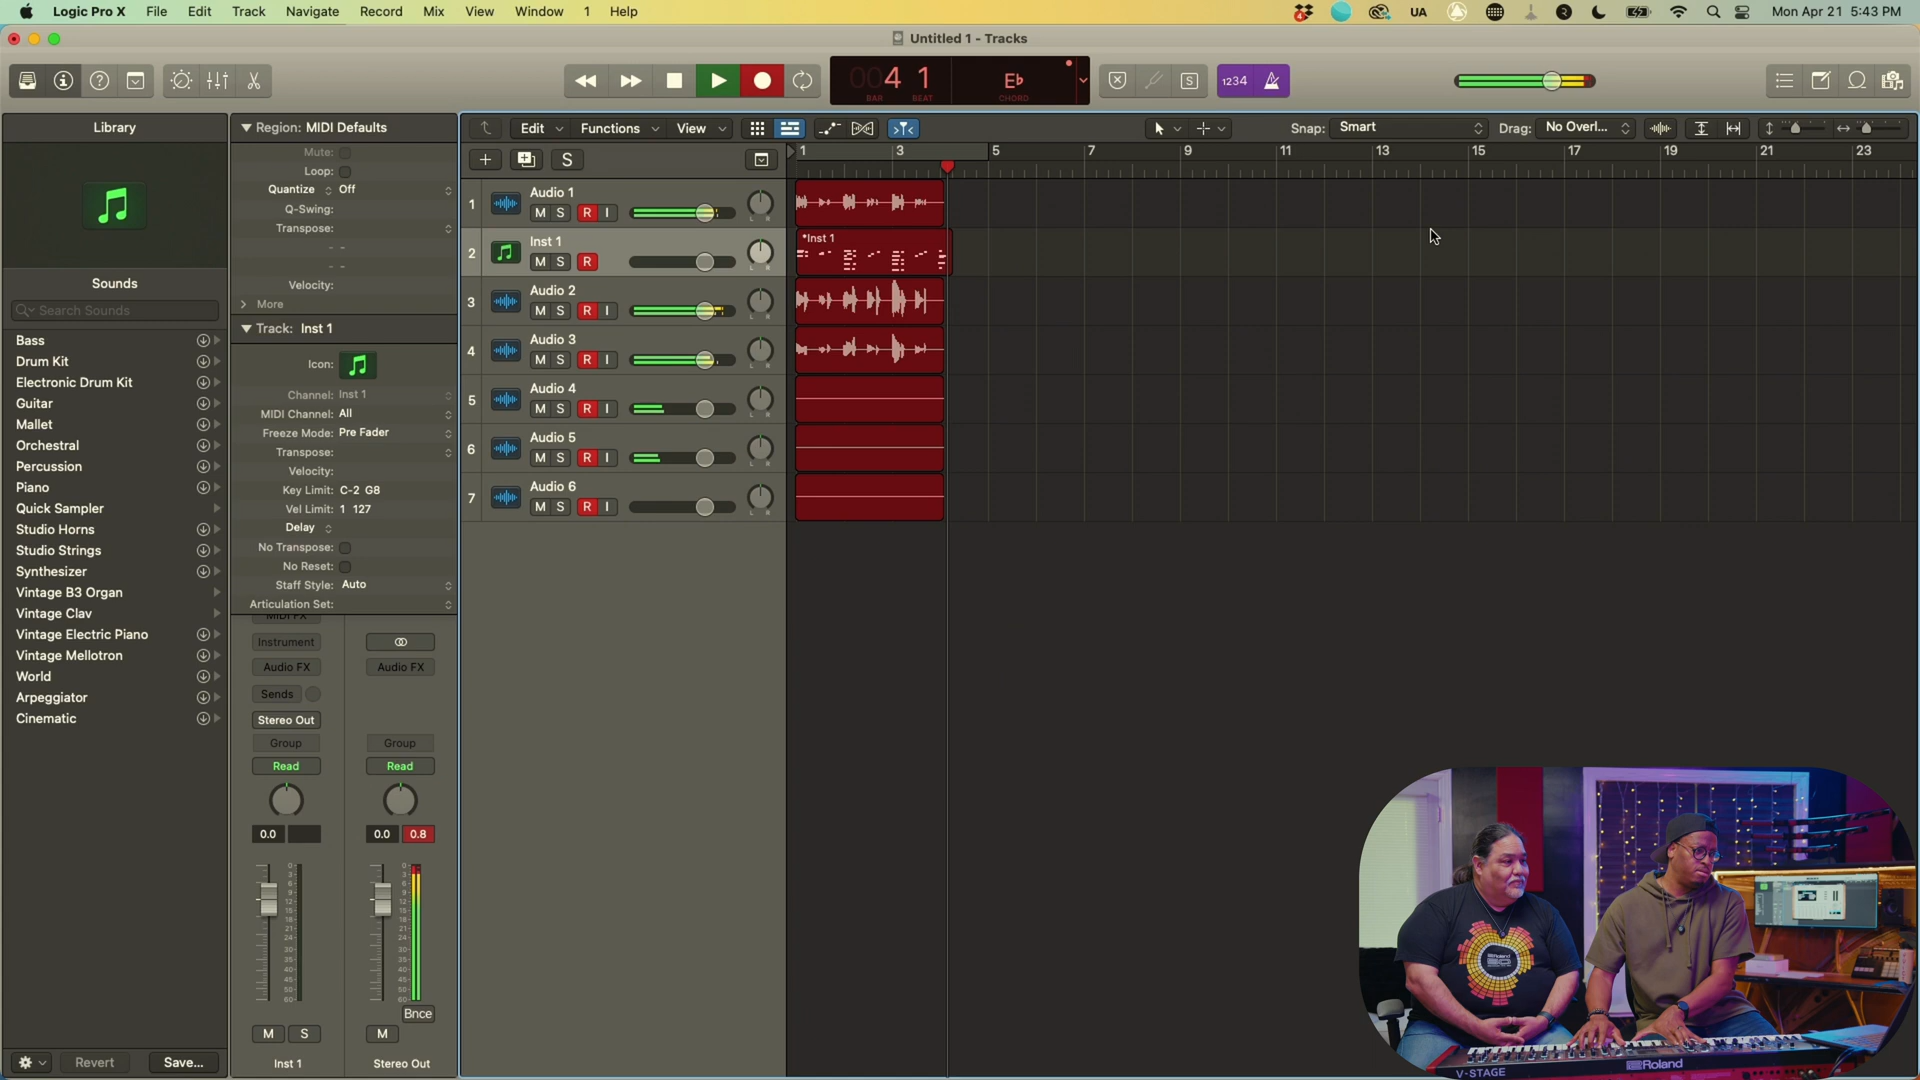 Logic Pro X File Edit Track Navigate Record Mix View Window 1 Help
4 UA Mon Apr 21 5:43 PM
Untitled 1 - Tracks
004 1 E♭
BAR BEAT CHORD
S 1234
Library
Region: MIDI Defaults
Edit Functions View
Snap: Smart Drag: No Overl...
Mute:
Loop:
Quantize Off
Q-Swing:
Transpose:
- -
- -
Velocity:
More
S
1 3 5 7 9 11 13 15 17 19 21 23
Sounds
Search Sounds
Bass
Drum Kit
Electronic Drum Kit
Guitar
Mallet
Orchestral
Percussion
Piano
Quick Sampler
Studio Horns
Studio Strings
Synthesizer
Vintage B3 Organ
Vintage Clav
Vintage Electric Piano
Vintage Mellotron
World
Arpeggiator
Cinematic
Revert Save...
Track: Inst 1
Icon:
Channel: Inst 1
MIDI Channel: All
Freeze Mode: Pre Fader
Transpose:
Velocity:
Key Limit: C-2 G8
Vel Limit: 1 127
Delay
No Transpose:
No Reset:
Staff Style: Auto
Articulation Set:
MIDI FX
Instrument
Audio FX Audio FX
Sends
Stereo Out
Group Group
Read Read
0.0 0.0 0.8
Bnce
M S M
Inst 1 Stereo Out
1 Audio 1
M S R I L R
2 Inst 1
M S R L R
*Inst 1
3 Audio 2
M S R I L R
4 Audio 3
M S R I L R
5 Audio 4
M S R I L R
6 Audio 5
M S R I L R
7 Audio 6
M S R I L R
Roland
50
Roland
V-STAGE